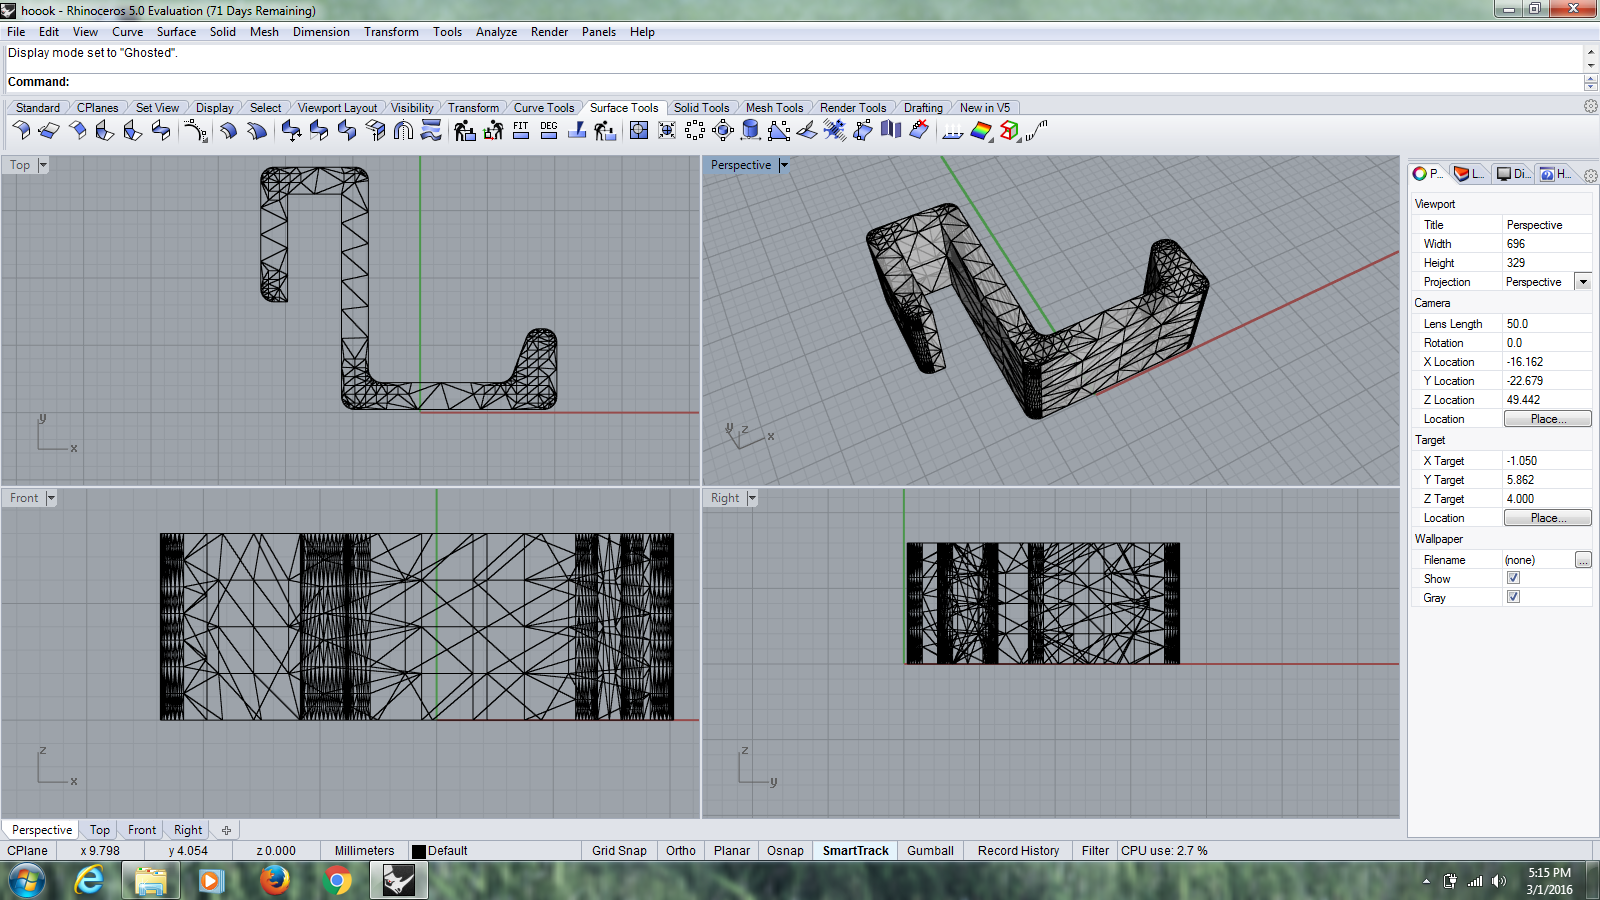 hoook - Rhinoceros 5.0 Evaluation (71 Days Remaining)
File Edit View Curve Surface Solid Mesh Dimension Transform Tools Analyze Render Panels Help
Display mode set to "Ghosted".
Command:
Standard CPlanes Set View Display Select Viewport Layout Visibility Transform Curve Tools Surface Tools Solid Tools Mesh Tools Render Tools Drafting New in V5
FIT DEG
Top
y
x
Perspective
y z x
Front
z
x
Right
z
y
P... L... Di... H...
Viewport
Title Perspective
Width 696
Height 329
Projection Perspective
Camera
Lens Length 50.0
Rotation 0.0
X Location -16.162
Y Location -22.679
Z Location 49.442
Location Place...
Target
X Target -1.050
Y Target 5.862
Z Target 4.000
Location Place...
Wallpaper
Filename (none) ...
Show
Gray
Perspective Top Front Right
CPlane x 9.798 y 4.054 z 0.000 Millimeters Default Grid Snap Ortho Planar Osnap SmartTrack Gumball Record History Filter CPU use: 2.7 %
5:15 PM
3/1/2016